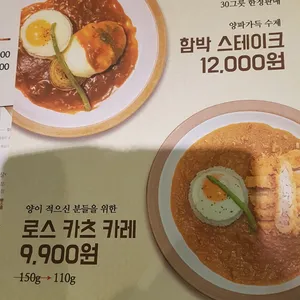 30그릇 한정판매
양파가득 수제
함박 스테이크
12,000원
00
00
양이 적으신 분들을 위한
로스 카츠 카레
9,900원
150g→110g